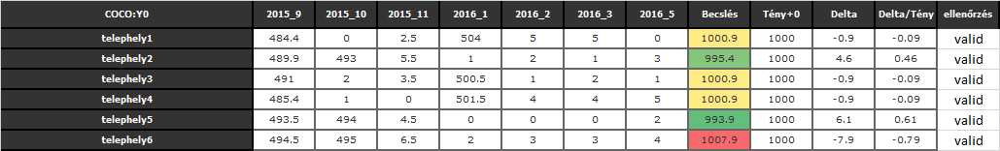 COCO:Y0 2015_9 2015_10 2015_11 2016_1 2016_2 2016_3 2016_5 Becslés Tény+0 Delta Delta/Tény ellenőrzés
telephely1 484.4 0 2.5 504 5 5 0 1000.9 1000 -0.9 -0.09 valid
telephely2 489.9 493 5.5 1 2 1 3 995.4 1000 4.6 0.46 valid
telephely3 491 2 3.5 500.5 1 2 1 1000.9 1000 -0.9 -0.09 valid
telephely4 485.4 1 0 501.5 4 4 5 1000.9 1000 -0.9 -0.09 valid
telephely5 493.5 494 4.5 0 0 0 2 993.9 1000 6.1 0.61 valid
telephely6 494.5 495 6.5 2 3 3 4 1007.9 1000 -7.9 -0.79 valid